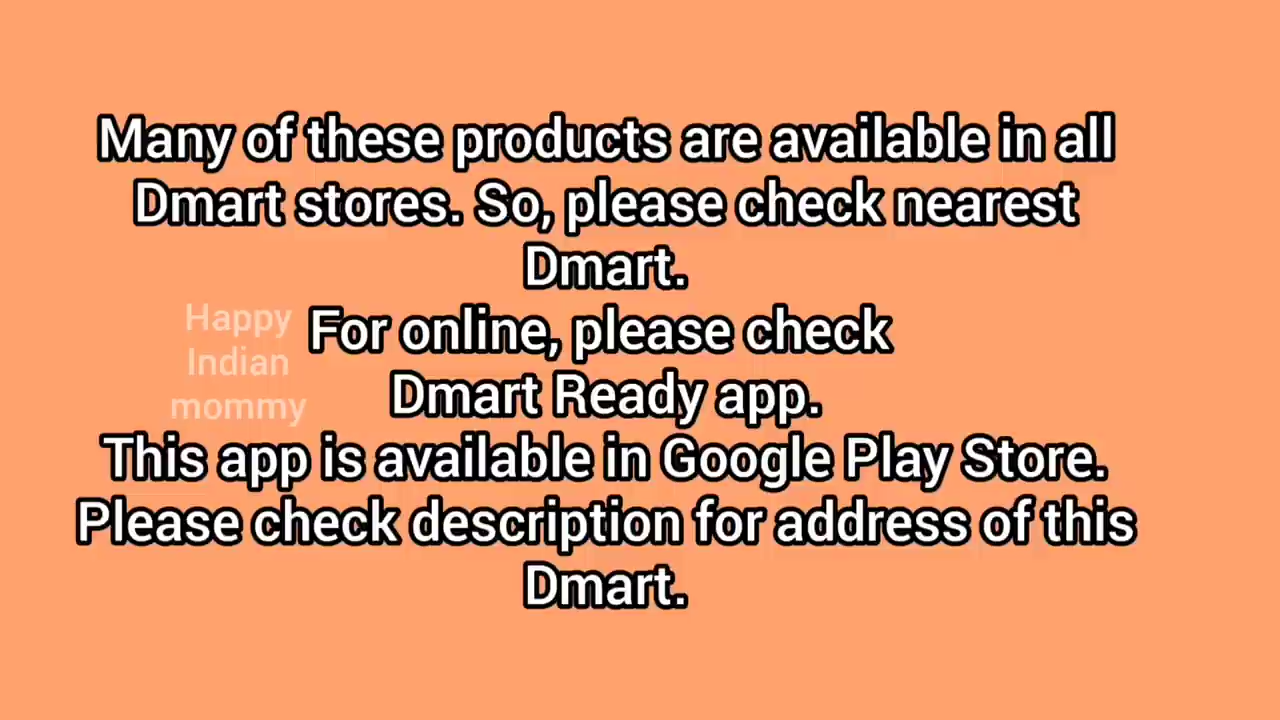 Many of these products are available in all
Dmart stores. So, please check nearest
Dmart.
For online, please check
Dmart Ready app.
This app is available in Google Play Store.
Please check description for address of this
Dmart.
Happy
Indian
mommy